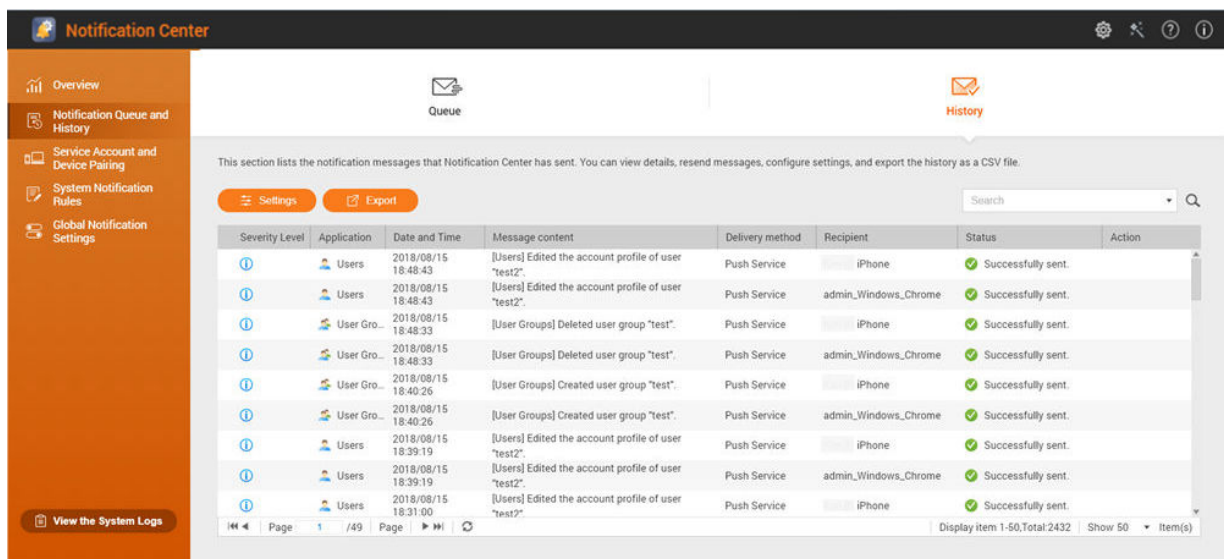 Notification Center
Overview
Notification Queue and
History
Service Account and
Device Pairing
System Notification
Rules
Global Notification
Settings
View the System Logs
Queue
History
This section lists the notification messages that Notification Center has sent. You can view details, resend messages, configure settings, and export the history as a CSV file.
Settings Export Search
Severity Level Application Date and Time Message content Delivery method Recipient Status Action
Users 2018/08/15 18:48:43 [Users] Edited the account profile of user "test2". Push Service iPhone Successfully sent.
Users 2018/08/15 18:48:43 [Users] Edited the account profile of user "test2". Push Service admin_Windows_Chrome Successfully sent.
User Gro... 2018/08/15 18:48:33 [User Groups] Deleted user group "test". Push Service iPhone Successfully sent.
User Gro... 2018/08/15 18:48:33 [User Groups] Deleted user group "test". Push Service admin_Windows_Chrome Successfully sent.
User Gro... 2018/08/15 18:40:26 [User Groups] Created user group "test". Push Service iPhone Successfully sent.
User Gro... 2018/08/15 18:40:26 [User Groups] Created user group "test". Push Service admin_Windows_Chrome Successfully sent.
Users 2018/08/15 18:39:19 [Users] Edited the account profile of user "test2". Push Service iPhone Successfully sent.
Users 2018/08/15 18:39:19 [Users] Edited the account profile of user "test2". Push Service admin_Windows_Chrome Successfully sent.
Users 2018/08/15 18:31:00 [Users] Edited the account profile of user "test2". Push Service iPhone Successfully sent.
Page 1 /49 Page Display item 1-50,Total:2432 Show 50 Item(s)